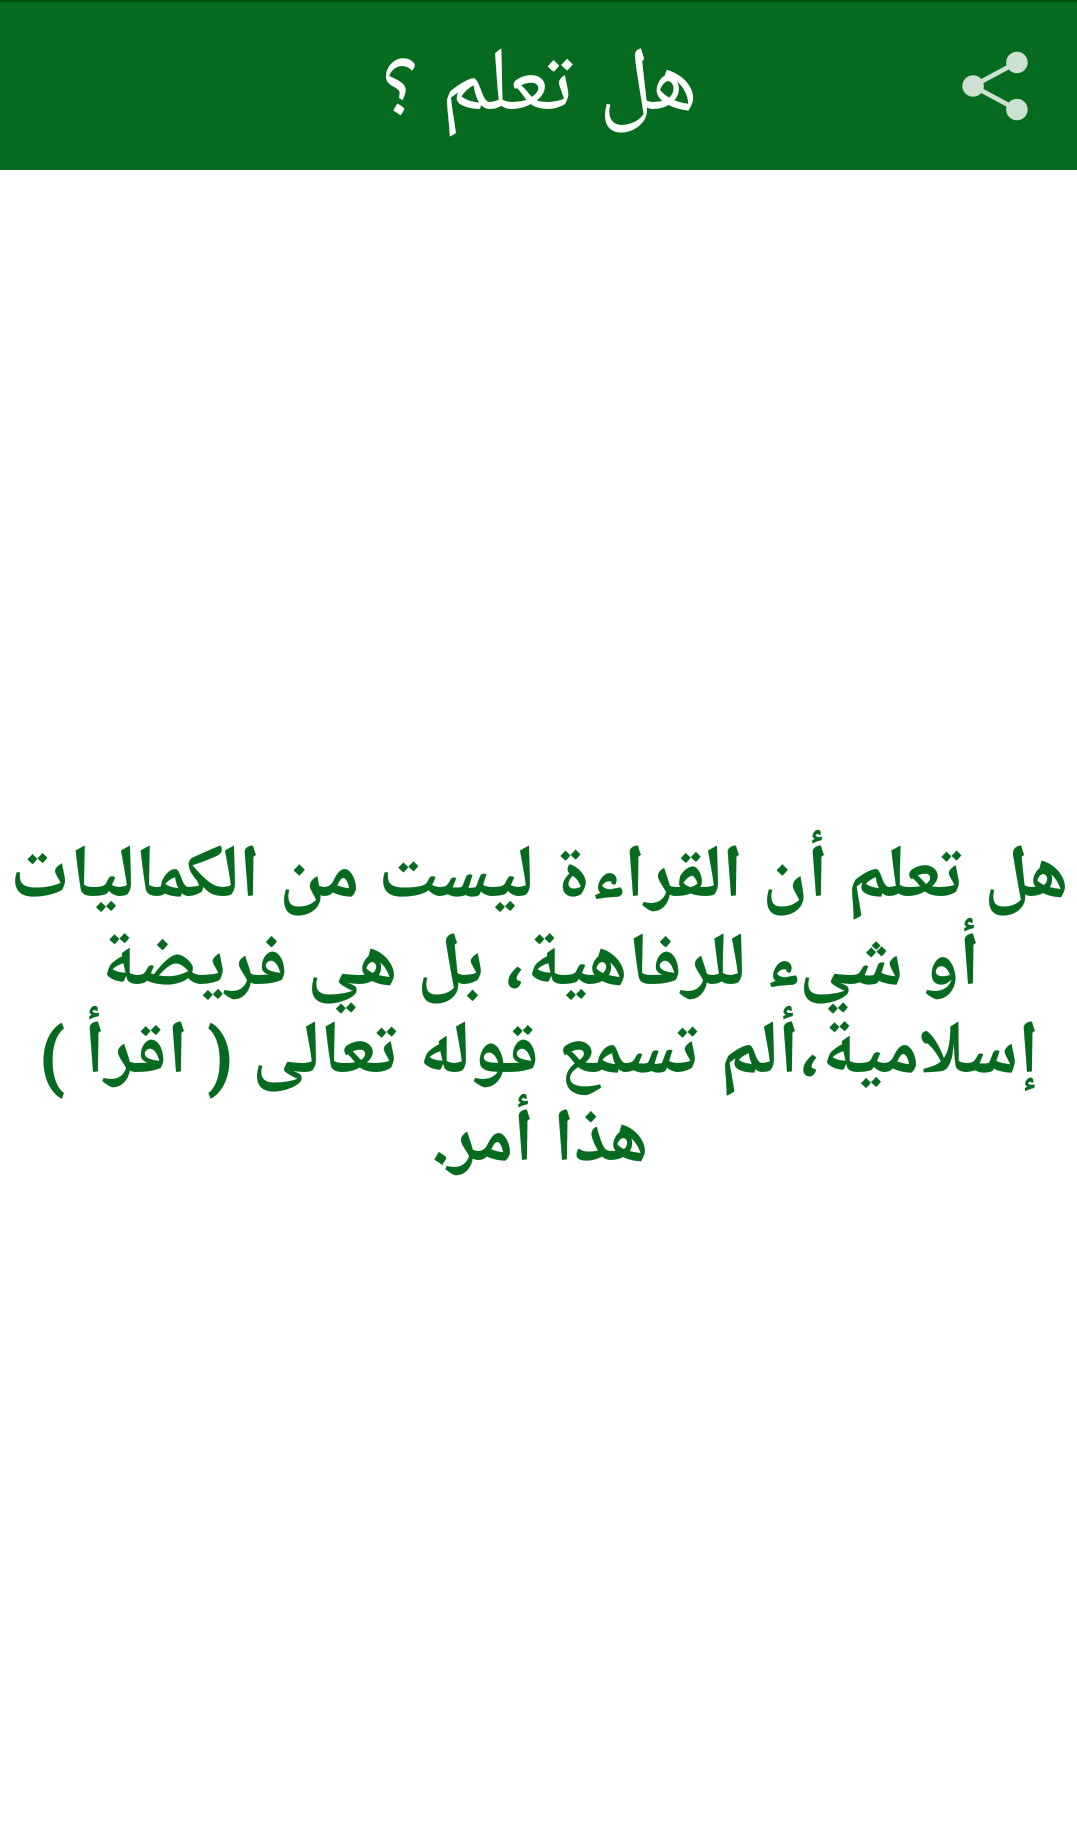 هل تعلم ؟
هل تعلم أن القراءة ليست من الكماليات
أو شيء للرفاهية، بل هي فريضة
إسلامية،ألم تسمع قوله تعالى ( اقرأ )
هذا أمر.